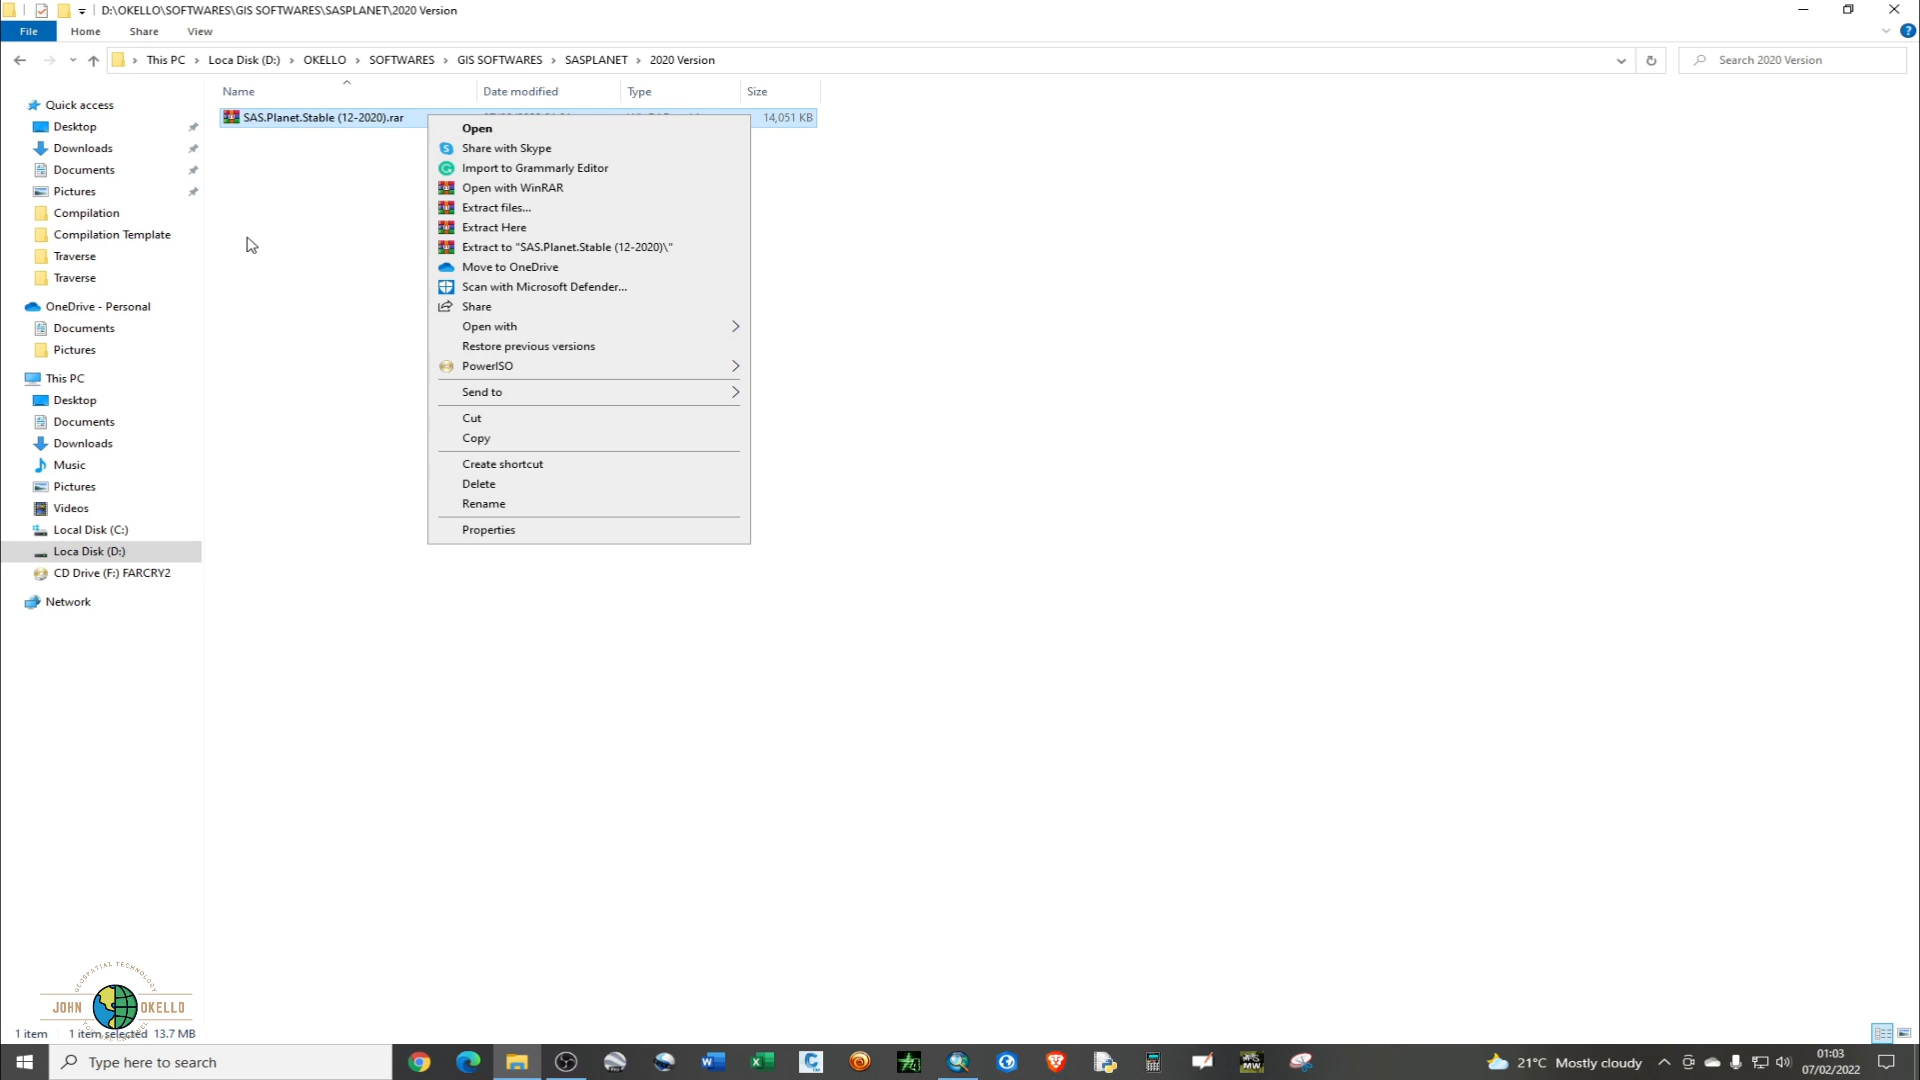 D:\OKELLO\SOFTWARES\GIS SOFTWARES\SASPLANET\2020 Version
File Home Share View
This PC Loca Disk (D:) OKELLO SOFTWARES GIS SOFTWARES SASPLANET 2020 Version Search 2020 Version
Name Date modified Type Size
SAS.Planet.Stable (12-2020).rar 14,051 KB
Quick access
Desktop
Downloads
Documents
Pictures
Compilation
Compilation Template
Traverse
Traverse
OneDrive - Personal
Documents
Pictures
This PC
Desktop
Documents
Downloads
Music
Pictures
Videos
Local Disk (C:)
Loca Disk (D:)
CD Drive (F:) FARCRY2
Network
Open
Share with Skype
Import to Grammarly Editor
Open with WinRAR
Extract files...
Extract Here
Extract to "SAS.Planet.Stable (12-2020)\"
Move to OneDrive
Scan with Microsoft Defender...
Share
Open with
Restore previous versions
PowerISO
Send to
Cut
Copy
Create shortcut
Delete
Rename
Properties
GEOSPATIAL TECHNOLOGY
JOHN OKELLO
1 item 1 item selected 13.7 MB
Type here to search
21°C Mostly cloudy
01:03
07/02/2022